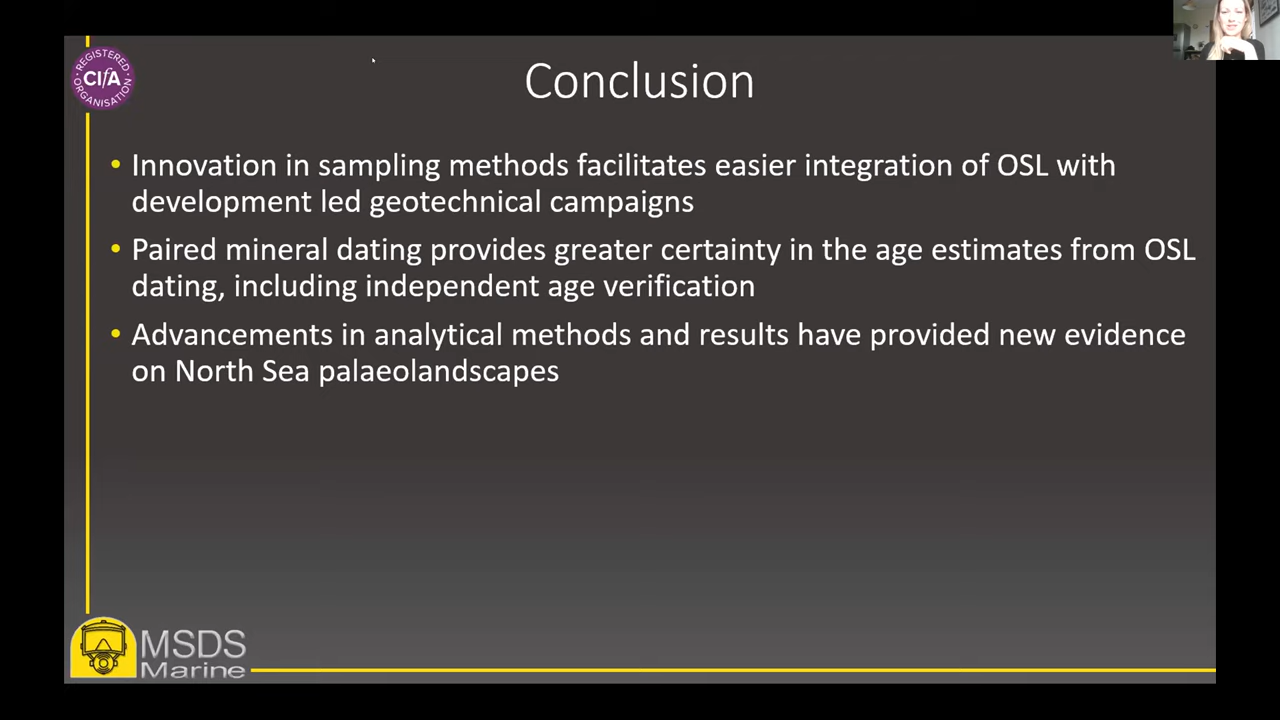 REGISTERED
CIfA
ORGANISATION
Conclusion
• Innovation in sampling methods facilitates easier integration of OSL with
development led geotechnical campaigns
• Paired mineral dating provides greater certainty in the age estimates from OSL
dating, including independent age verification
• Advancements in analytical methods and results have provided new evidence
on North Sea palaeolandscapes
MSDS
Marine